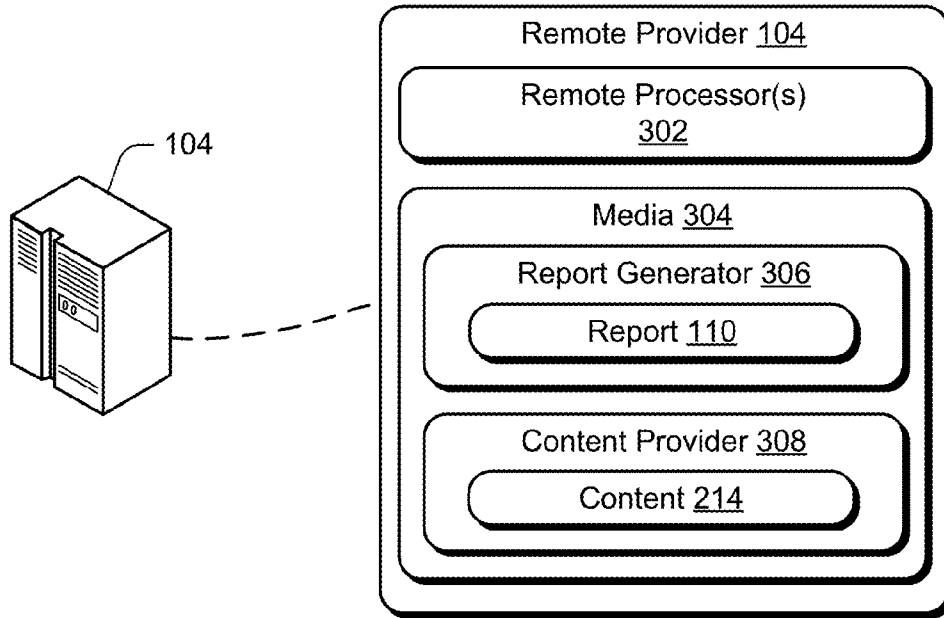 Remote Provider 104
Remote Processor(s)
302
104
Media 304
Report Generator 306
Report 110
Content Provider 308
Content 214